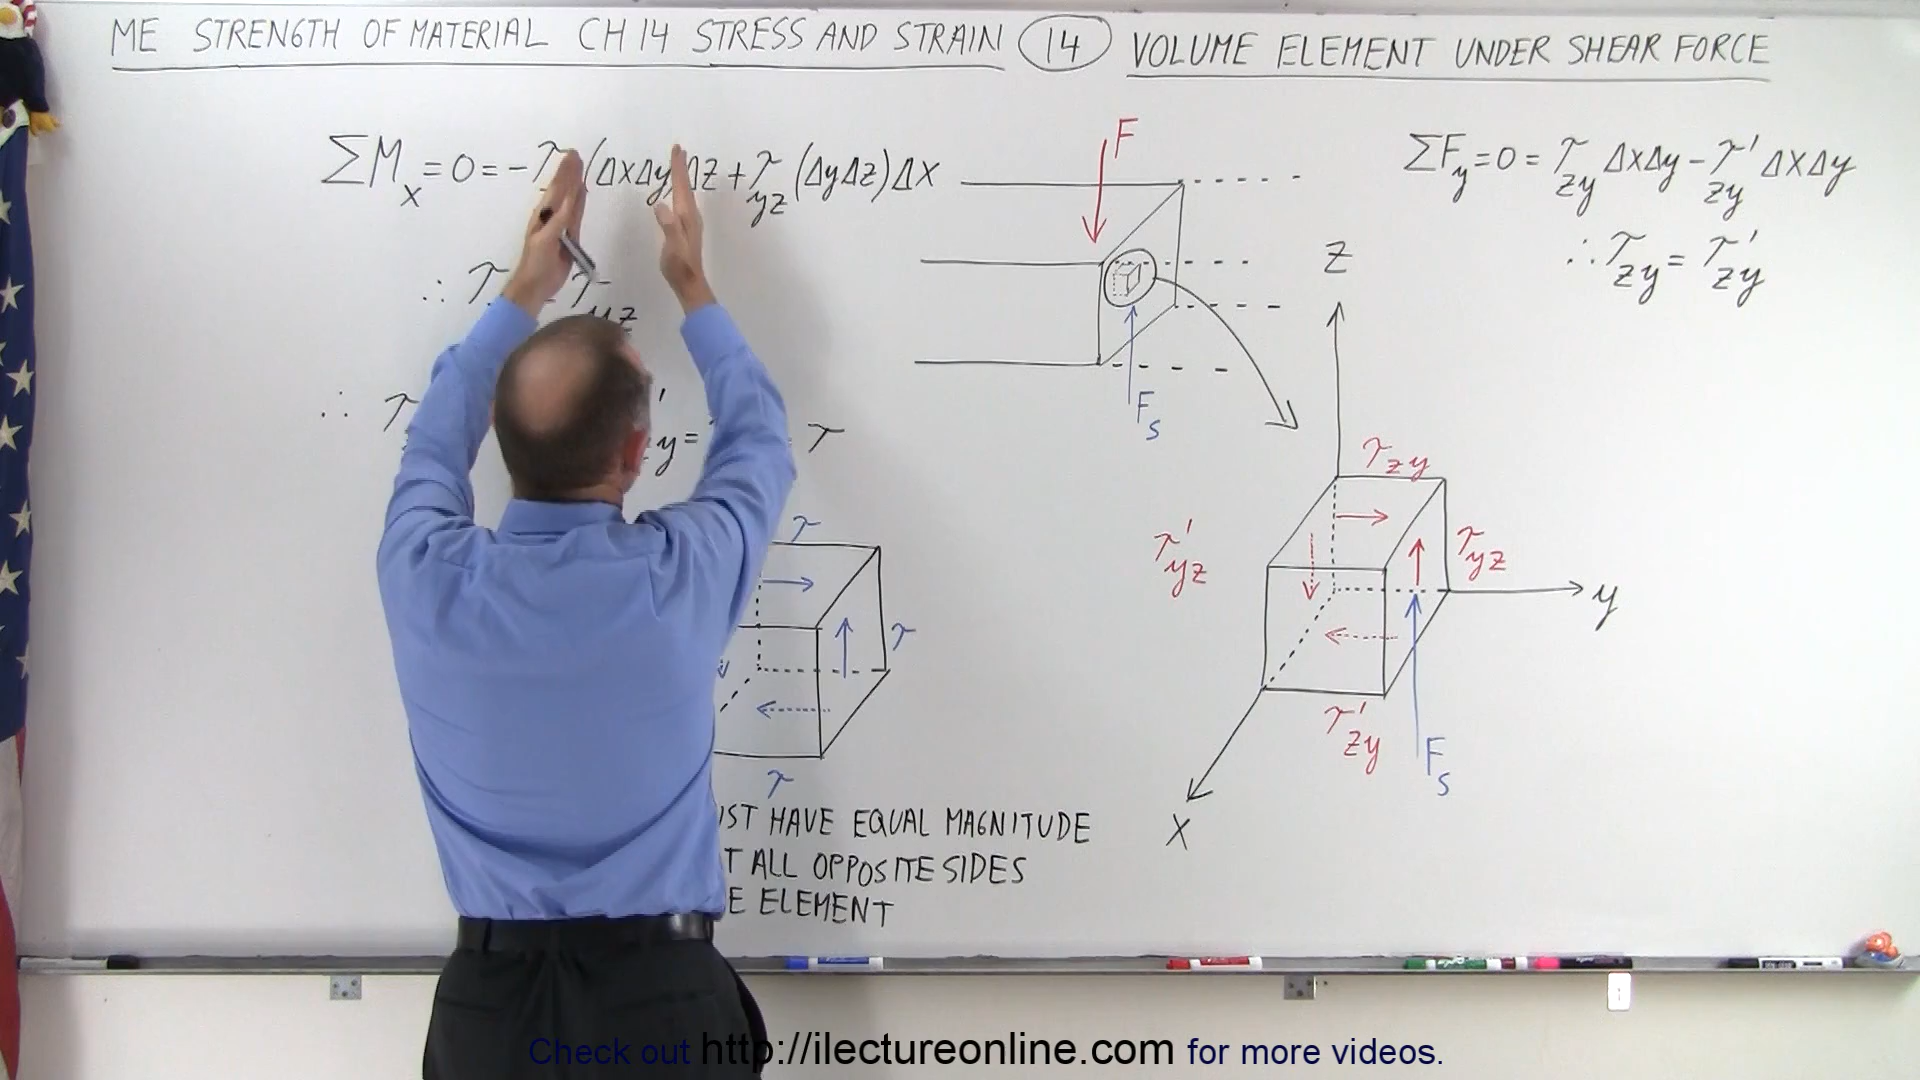 ME STRENGTH OF MATERIAL CH 14 STRESS AND STRAIN 14 VOLUME ELEMENT UNDER SHEAR FORCE
ΣMx = 0 = -τ (ΔxΔy)Δz + τyz (ΔyΔz)Δx
∴ τ = τyz
∴ τ 'y = = τ
τ
τ
τ
IST HAVE EQUAL MAGNITUDE
T ALL OPPOSITE SIDES
E ELEMENT
F
Fs
ΣFy = 0 = τzy ΔxΔy - τ'zy ΔxΔy
∴ τzy = τ'zy
z
τzy
τ'yz
τyz
y
τ'zy
Fs
x
Check out http://ilectureonline.com for more videos.